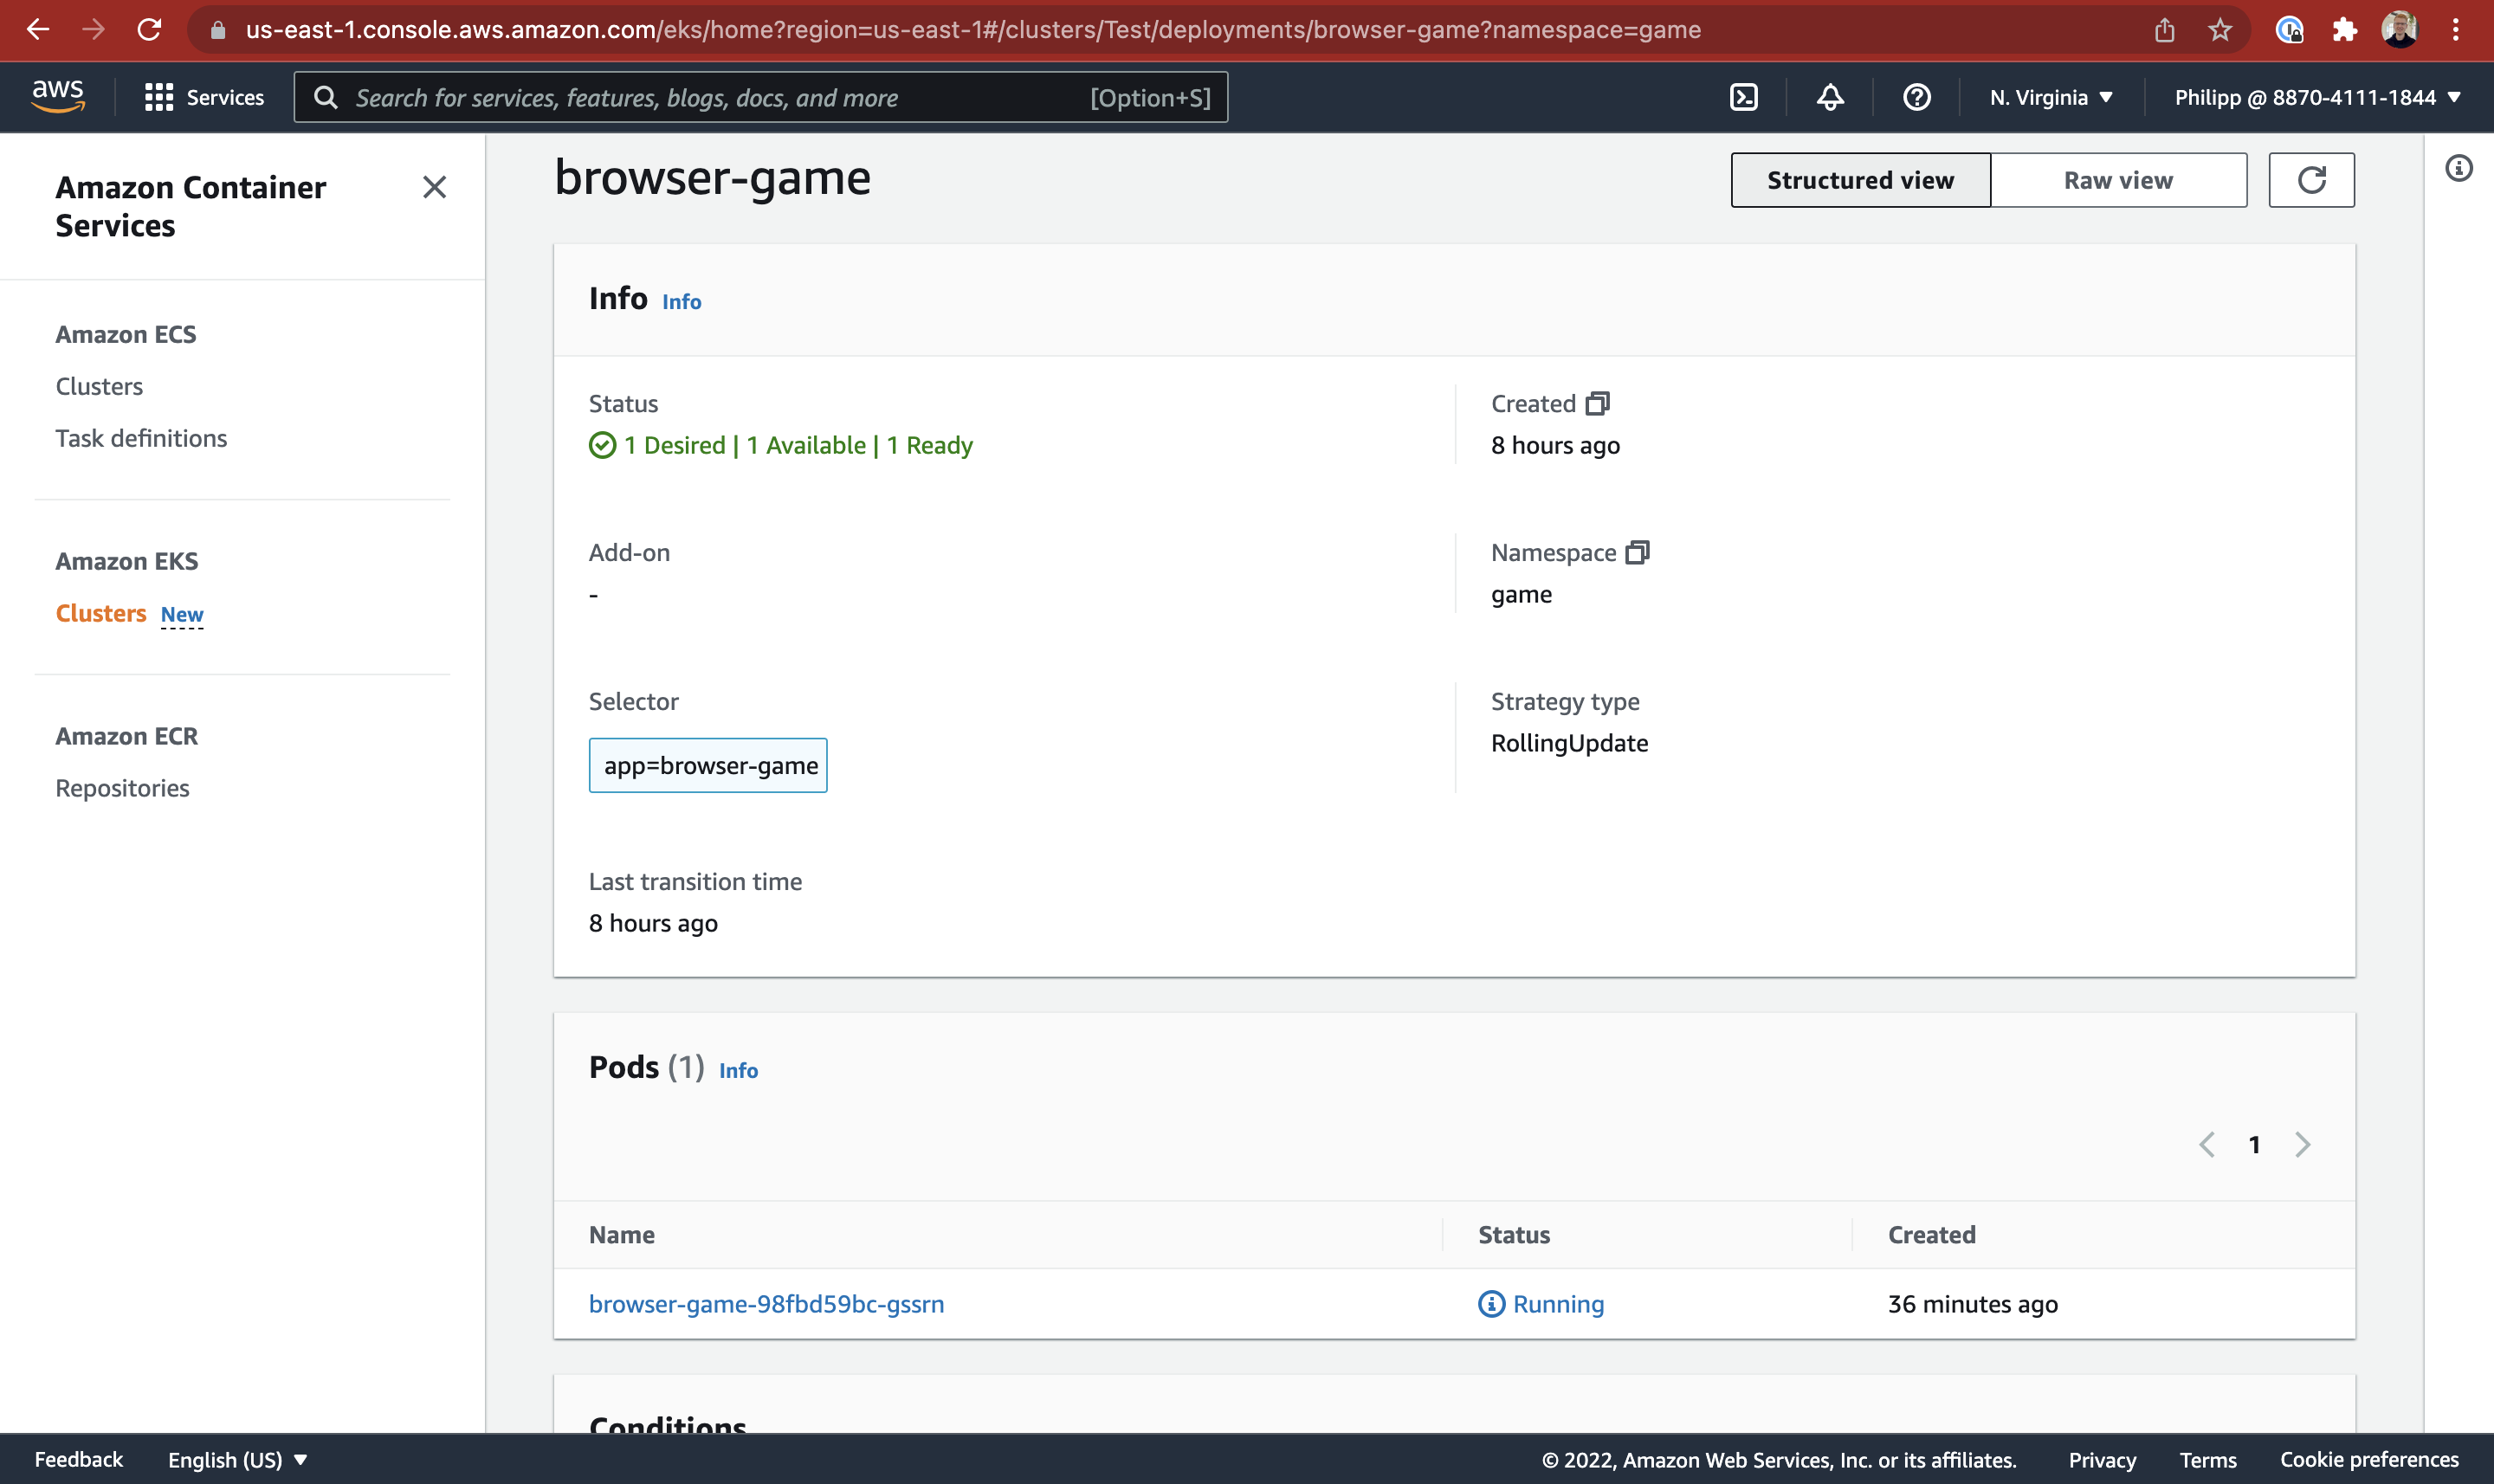 us-east-1.console.aws.amazon.com/eks/home?region=us-east-1#/clusters/Test/deployments/browser-game?namespace=game
aws
Services
Search for services, features, blogs, docs, and more
[Option+S]
N. Virginia
Philipp @ 8870-4111-1844
Amazon Container
Services
Amazon ECS
Clusters
Task definitions
Amazon EKS
Clusters New
Amazon ECR
Repositories
browser-game
Structured view
Raw view
Info Info
Status
1 Desired | 1 Available | 1 Ready
Created
8 hours ago
Add-on
-
Namespace
game
Selector
app=browser-game
Strategy type
RollingUpdate
Last transition time
8 hours ago
Pods (1) Info
1
Name
Status
Created
browser-game-98fbd59bc-gssrn
Running
36 minutes ago
Conditions
Feedback
English (US)
© 2022, Amazon Web Services, Inc. or its affiliates.
Privacy
Terms
Cookie preferences